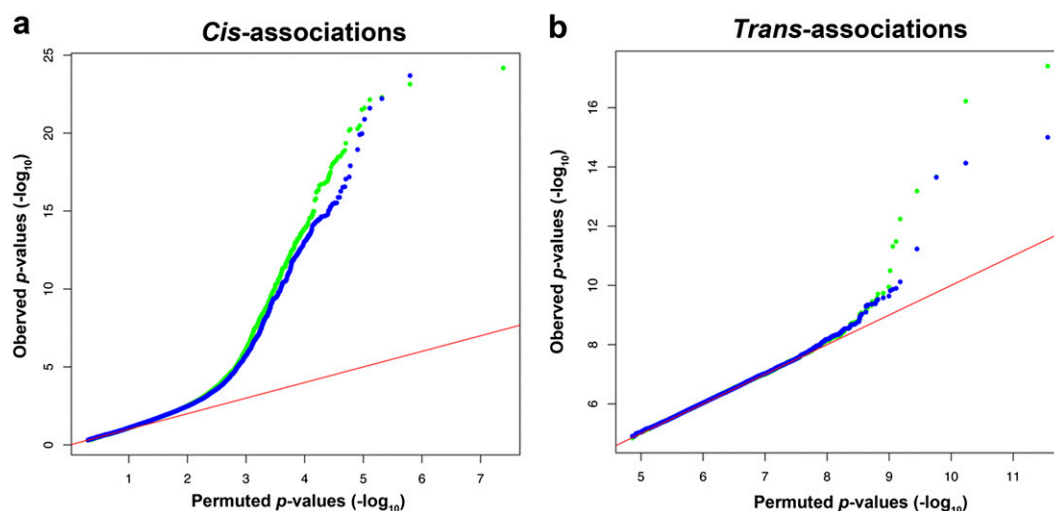 a
Cis-associations
25
20
15
10
5
0
Oberved p-values (-log10)
1 2 3 4 5 6 7
Permuted p-values (-log10)
b
Trans-associations
16
14
12
10
8
6
Oberved p-values (-log10)
5 6 7 8 9 10 11
Permuted p-values (-log10)